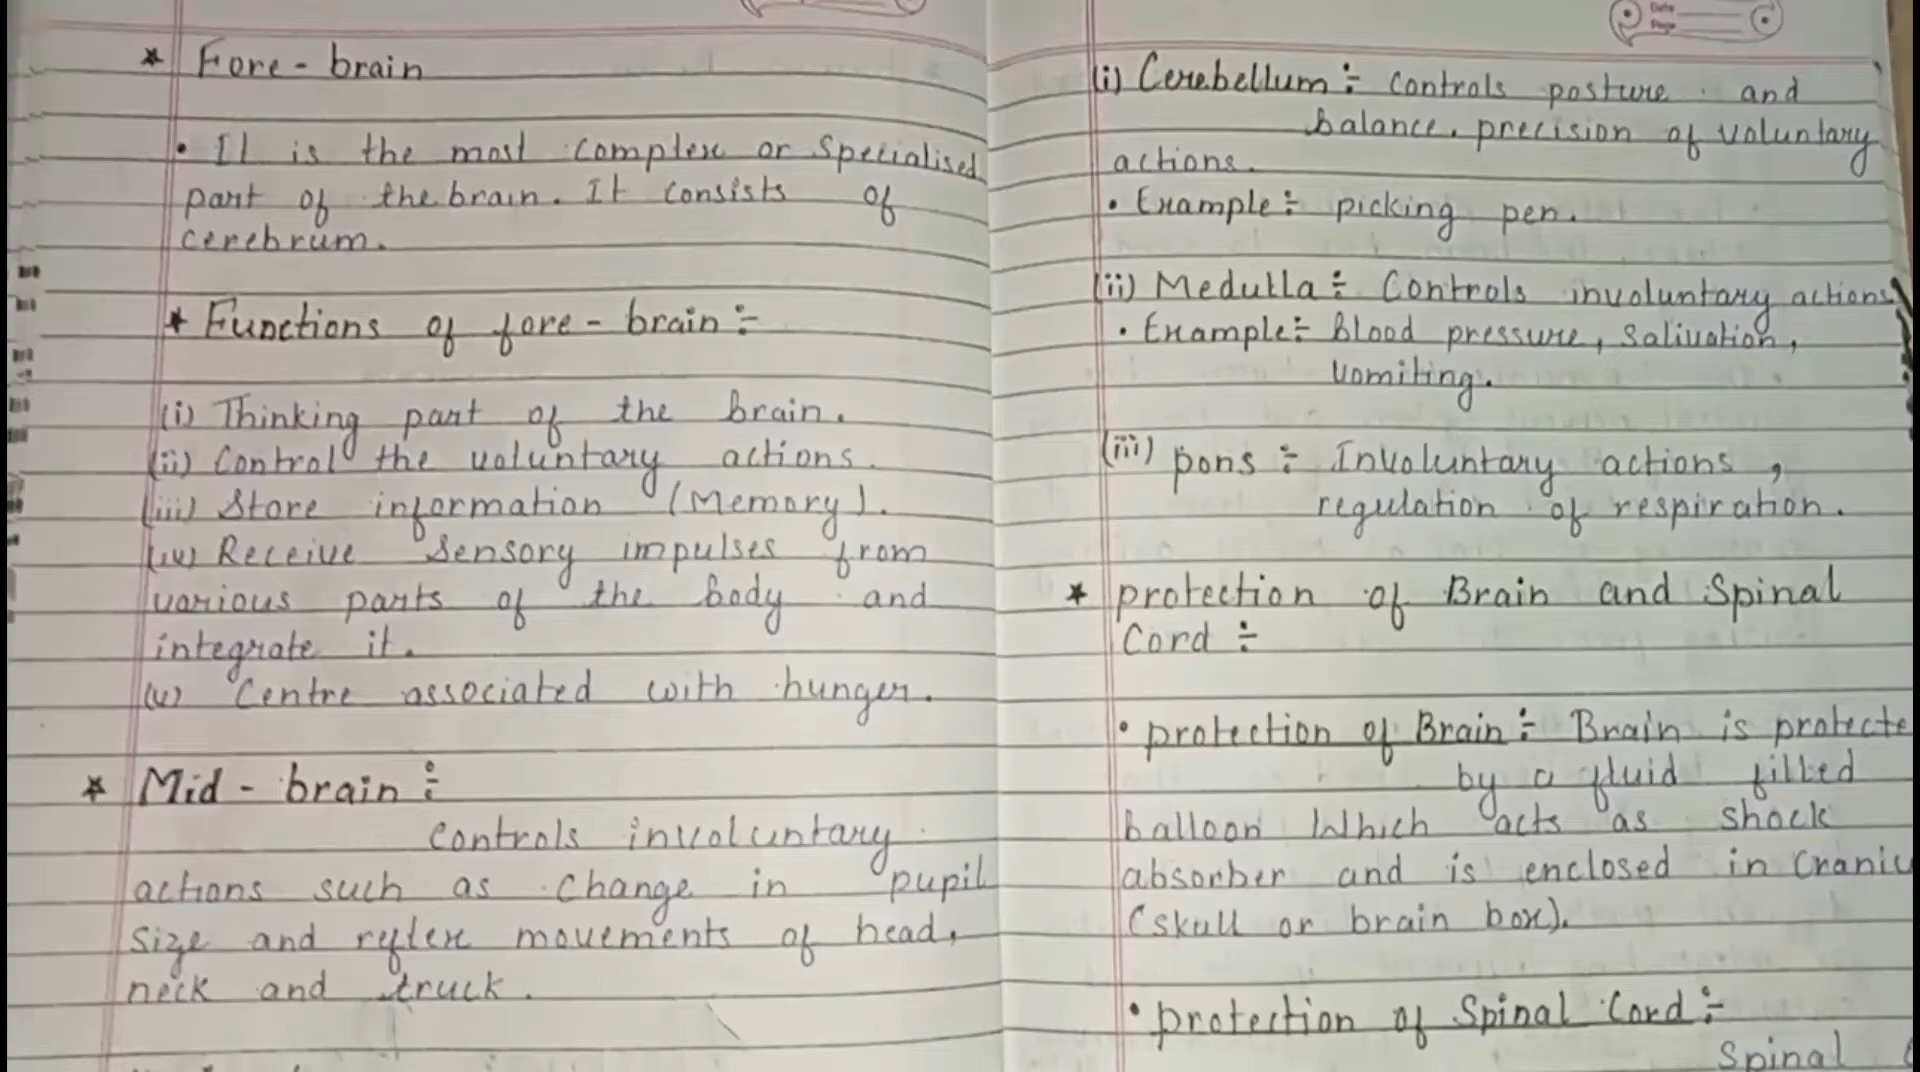 * Fore - brain
• It is the most complex or specialised
part of the brain. It consists of
cerebrum.
* Functions of fore - brain ÷
(i) Thinking part of the brain.
(ii) Control the voluntary actions.
(iii) Store information (Memory).
(iv) Receive sensory impulses from
various parts of the body and
integrate it.
(v) Centre associated with hunger.
* Mid - brain ÷
controls involuntary
actions such as change in pupil
size and reflex movements of head,
neck and truck.
Date
Page
(i) Cerebellum ÷ controls posture and
balance, precision of voluntary
actions.
• Example ÷ picking pen.
(ii) Medulla ÷ Controls involuntary actions
• Example ÷ Blood pressure, salivation,
vomiting.
(iii) pons ÷ Involuntary actions,
regulation of respiration.
* protection of Brain and Spinal
Cord ÷
• protection of Brain ÷ Brain is protecte
by a fluid filled
balloon which acts as shock
absorber and is enclosed in
(skull or brain box).
• protection of Spinal Cord ÷
Spinal